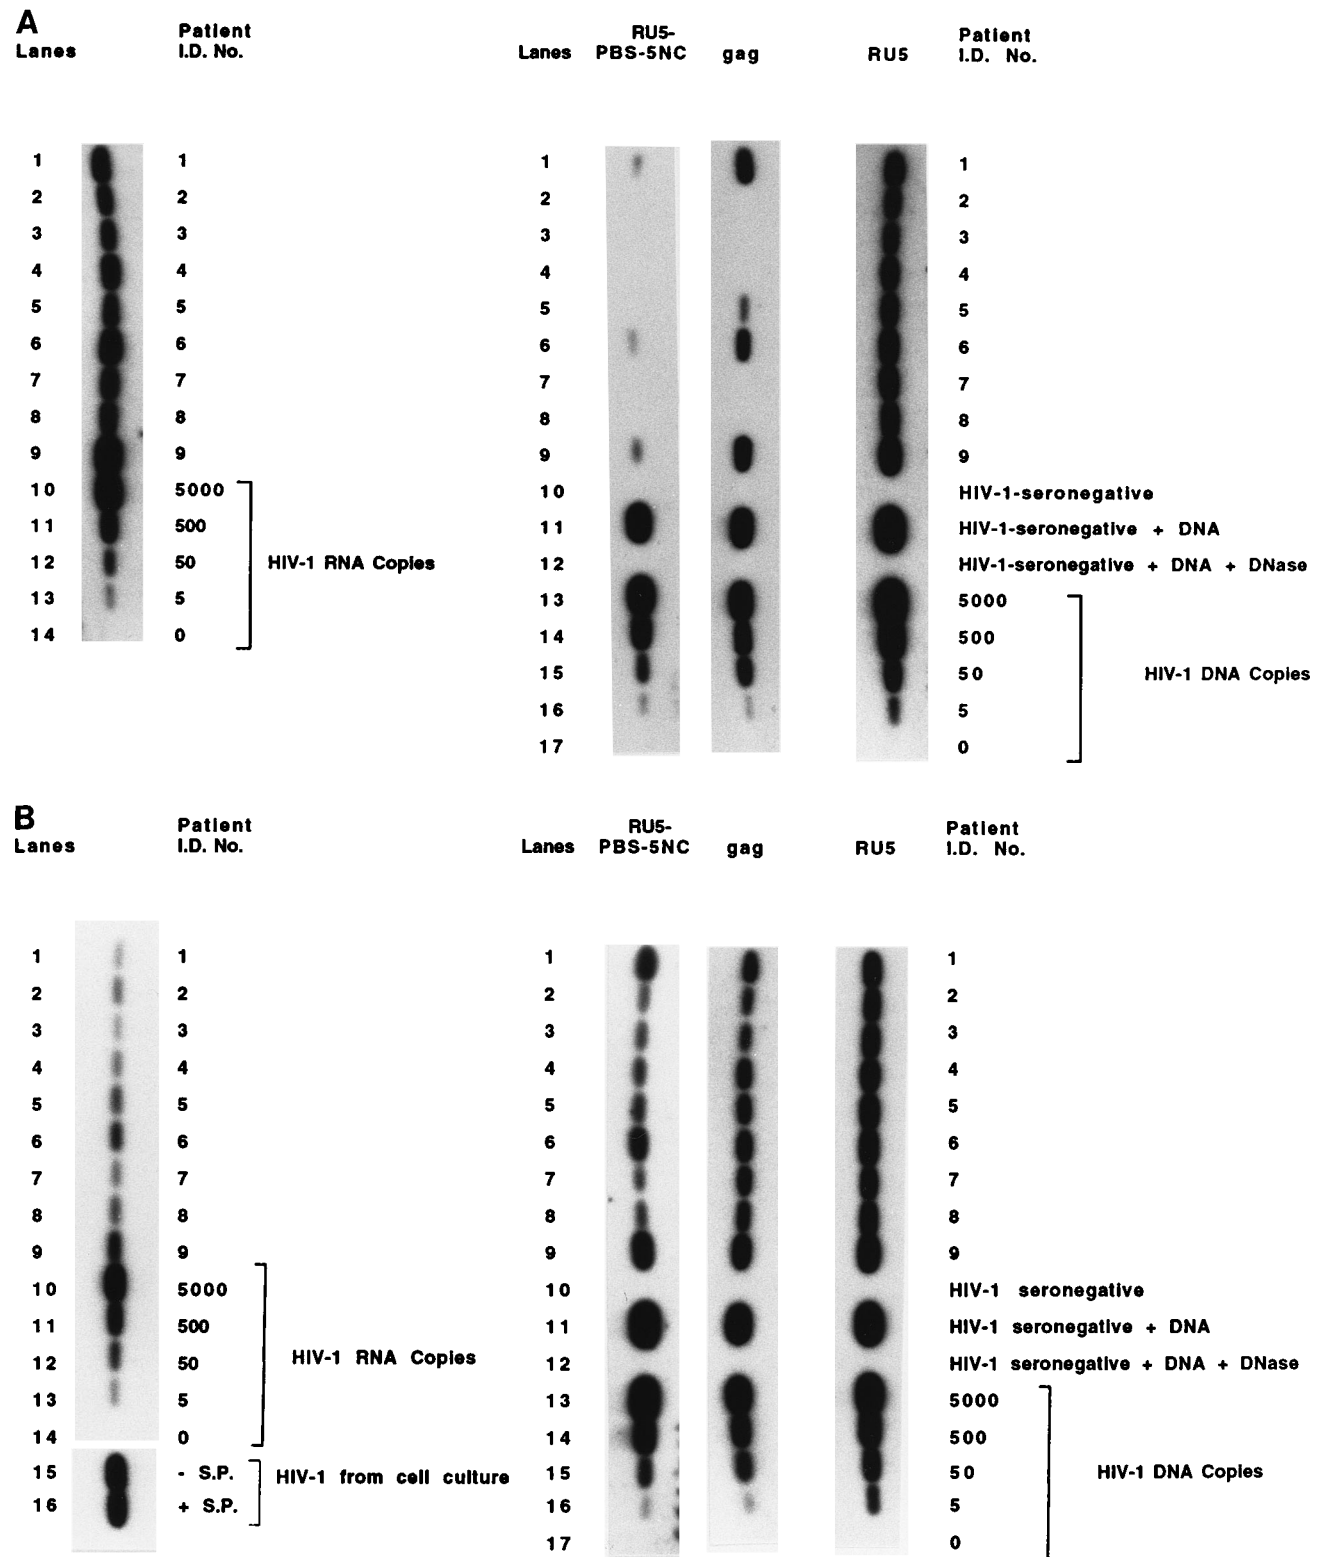 A
Lanes
Patient
I.D. No.
1 1
2 2
3 3
4 4
5 5
6 6
7 7
8 8
9 9
10 5000
11 500
12 50
13 5
14 0
HIV-1 RNA Copies
Lanes
RU5-
PBS-5NC
gag
RU5
Patient
I.D. No.
1 1
2 2
3 3
4 4
5 5
6 6
7 7
8 8
9 9
10 HIV-1-seronegative
11 HIV-1-seronegative + DNA
12 HIV-1-seronegative + DNA + DNase
13 5000
14 500
15 50
16 5
17 0
HIV-1 DNA Copies
B
Lanes
Patient
I.D. No.
1 1
2 2
3 3
4 4
5 5
6 6
7 7
8 8
9 9
10 5000
11 500
12 50
13 5
14 0
HIV-1 RNA Copies
15 - S.P.
16 + S.P.
HIV-1 from cell culture
Lanes
RU5-
PBS-5NC
gag
RU5
Patient
I.D. No.
1 1
2 2
3 3
4 4
5 5
6 6
7 7
8 8
9 9
10 HIV-1 seronegative
11 HIV-1 seronegative + DNA
12 HIV-1 seronegative + DNA + DNase
13 5000
14 500
15 50
16 5
17 0
HIV-1 DNA Copies